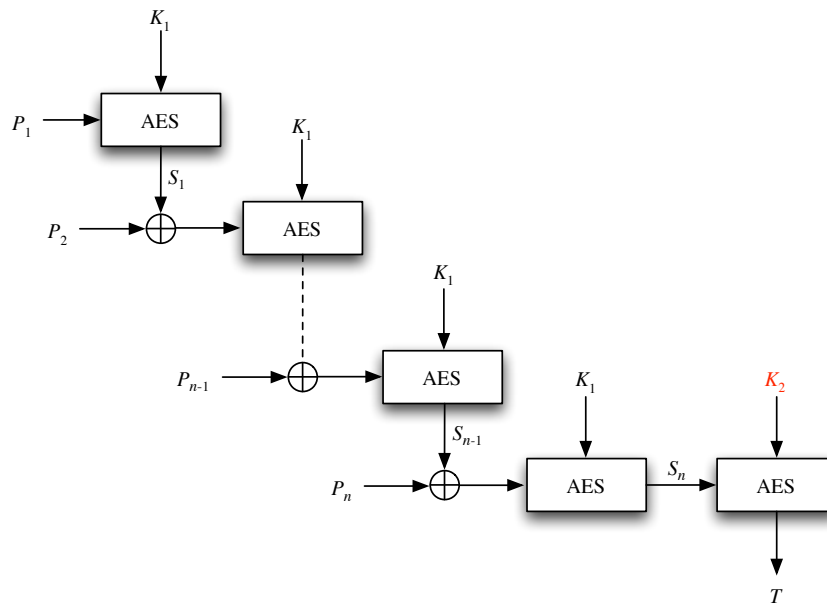 K₁
AES
P₁
S₁
K₁
P₂
AES
K₁
Pₙ₋₁
AES
K₁
K₂
Sₙ₋₁
Pₙ
AES
Sₙ
AES
T